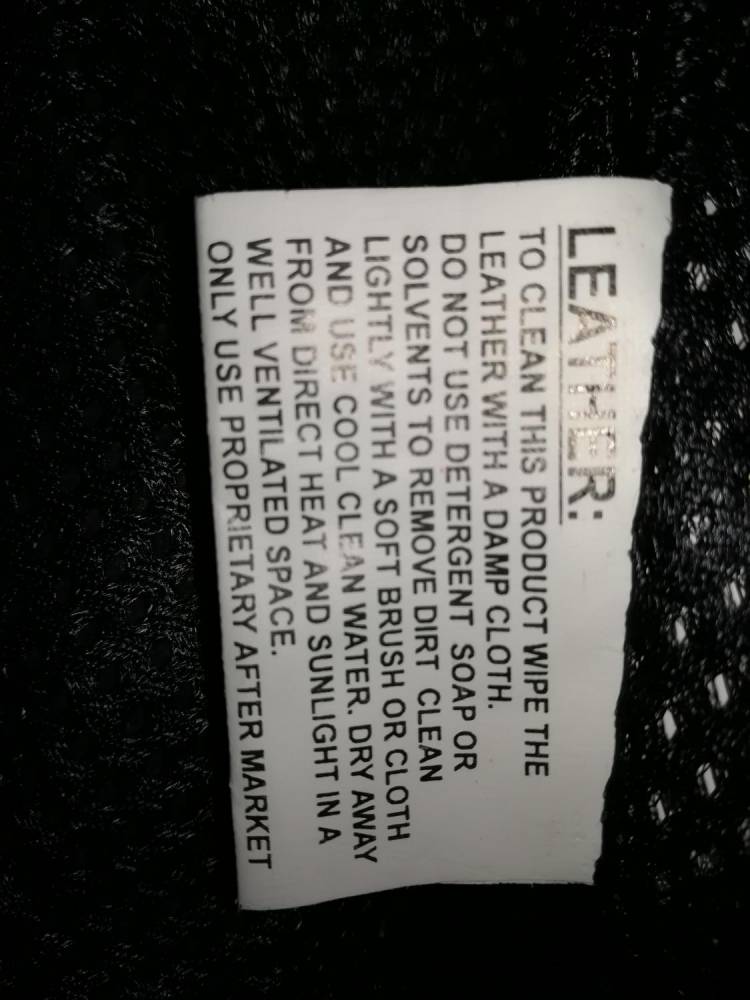 LEATHER:
TO CLEAN THIS PRODUCT WIPE THE
LEATHER WITH A DAMP CLOTH.
DO NOT USE DETERGENT SOAP OR
SOLVENTS TO REMOVE DIRT CLEAN
LIGHTLY WITH A SOFT BRUSH OR CLOTH
AND USE COOL CLEAN WATER. DRY AWAY
FROM DIRECT HEAT AND SUNLIGHT IN A
WELL VENTILATED SPACE.
ONLY USE PROPRIETARY AFTER MARKET